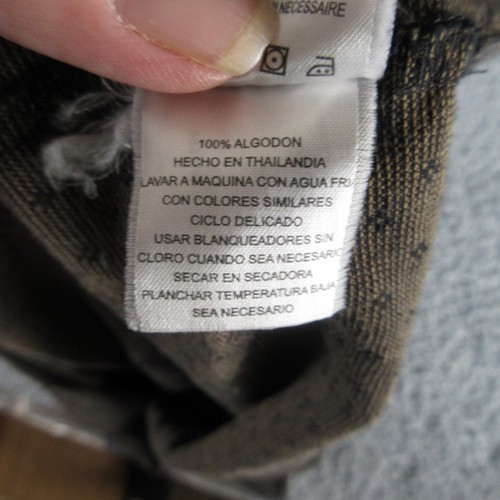 NECESSAIRE
100% ALGODON
HECHO EN THAILANDIA
LAVAR A MAQUINA CON AGUA FRI
CON COLORES SIMILARES
CICLO DELICADO
USAR BLANQUEADORES SIN
CLORO CUANDO SEA NECESARIO
SECAR EN SECADORA
PLANCHAR TEMPERATURA BAJA
SEA NECESARIO